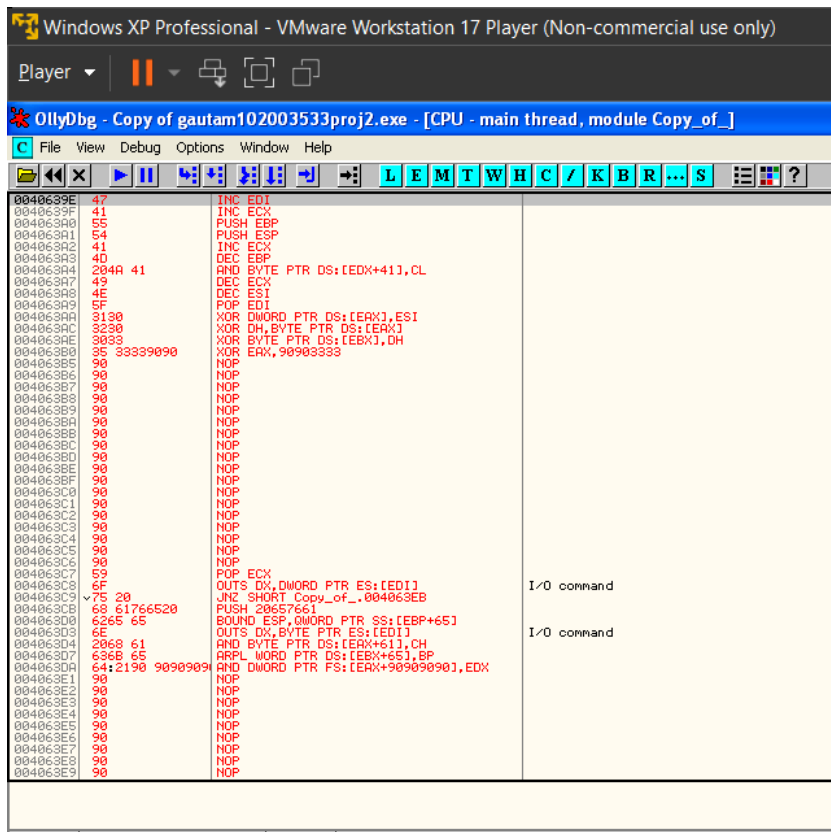 Windows XP Professional - VMware Workstation 17 Player (Non-commercial use only)
Player
OllyDbg - Copy of gautam102003533proj2.exe - [CPU - main thread, module Copy_of_]
C File View Debug Options Window Help
L E M T W H C / K B R ... S ?
0040639E 47 INC EDI
0040639F 41 INC ECX
004063A0 55 PUSH EBP
004063A1 54 PUSH ESP
004063A2 41 INC ECX
004063A3 4D DEC EBP
004063A4 204A 41 AND BYTE PTR DS:[EDX+41],CL
004063A7 49 DEC ECX
004063A8 4E DEC ESI
004063A9 5F POP EDI
004063AA 3130 XOR DWORD PTR DS:[EAX],ESI
004063AC 3230 XOR DH,BYTE PTR DS:[EAX]
004063AE 3033 XOR BYTE PTR DS:[EBX],DH
004063B0 35 33339090 XOR EAX,90903333
004063B5 90 NOP
004063B6 90 NOP
004063B7 90 NOP
004063B8 90 NOP
004063B9 90 NOP
004063BA 90 NOP
004063BB 90 NOP
004063BC 90 NOP
004063BD 90 NOP
004063BE 90 NOP
004063BF 90 NOP
004063C0 90 NOP
004063C1 90 NOP
004063C2 90 NOP
004063C3 90 NOP
004063C4 90 NOP
004063C5 90 NOP
004063C6 90 NOP
004063C7 59 POP ECX
004063C8 6F OUTS DX,DWORD PTR ES:[EDI] I/O command
004063C9 75 20 JNZ SHORT Copy_of_.004063EB
004063CB 68 61766520 PUSH 20657661
004063D0 6265 65 BOUND ESP,QWORD PTR SS:[EBP+65]
004063D3 6E OUTS DX,BYTE PTR ES:[EDI] I/O command
004063D4 2068 61 AND BYTE PTR DS:[EAX+61],CH
004063D7 636B 65 ARPL WORD PTR DS:[EBX+65],BP
004063DA 64:2190 9090909 AND DWORD PTR FS:[EAX+90909090],EDX
004063E1 90 NOP
004063E2 90 NOP
004063E3 90 NOP
004063E4 90 NOP
004063E5 90 NOP
004063E6 90 NOP
004063E7 90 NOP
004063E8 90 NOP
004063E9 90 NOP